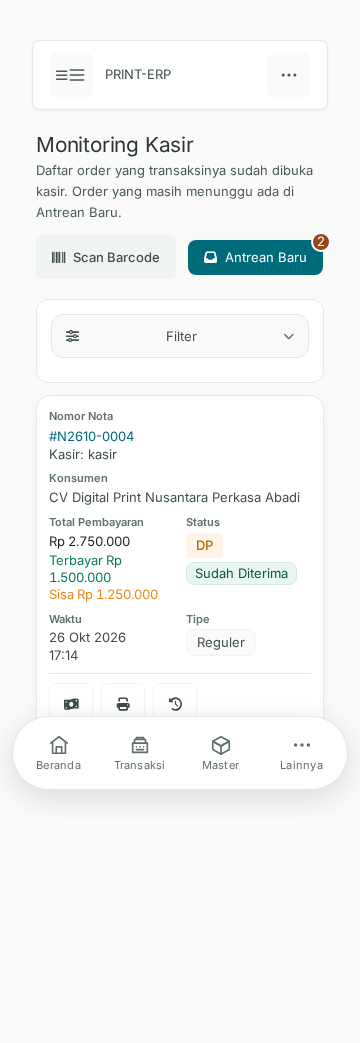 PRINT-ERP
Monitoring Kasir
Daftar order yang transaksinya sudah dibuka
kasir. Order yang masih menunggu ada di
Antrean Baru.
Scan Barcode
Antrean Baru
2
Filter
Nomor Nota
#N2610-0004
Kasir: kasir
Konsumen
CV Digital Print Nusantara Perkasa Abadi
Total Pembayaran
Rp 2.750.000
Terbayar Rp
1.500.000
Sisa Rp 1.250.000
Status
DP
Sudah Diterima
Waktu
26 Okt 2026
17:14
Tipe
Reguler
Beranda
Transaksi
Master
Lainnya